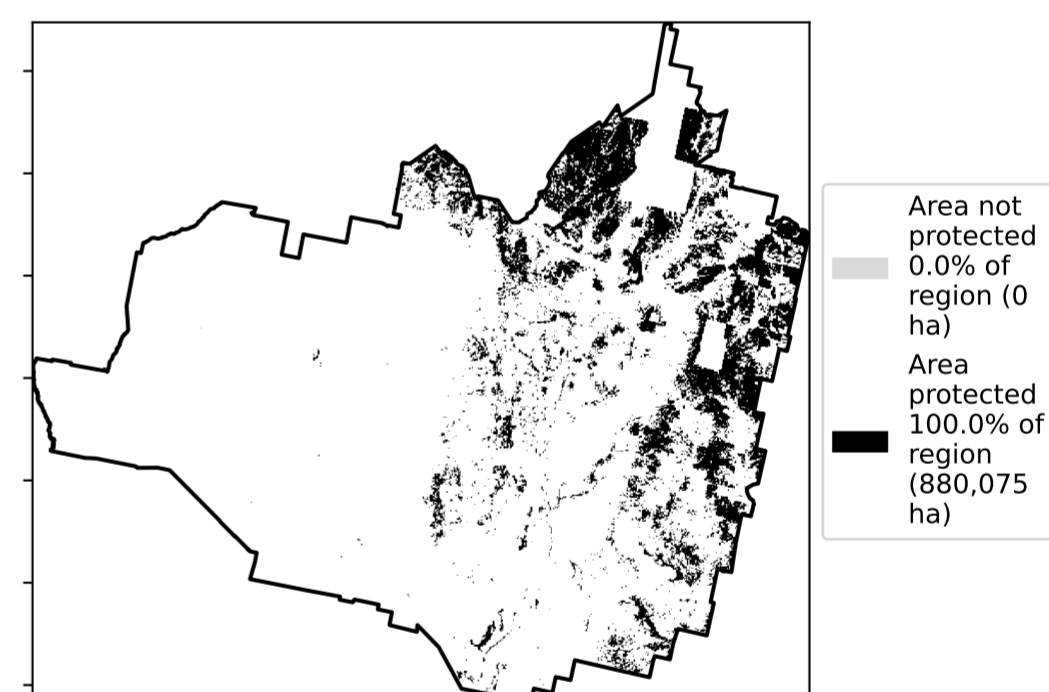 Area not
protected
0.0% of
region (0
ha)
Area
protected
100.0% of
region
(880,075
ha)